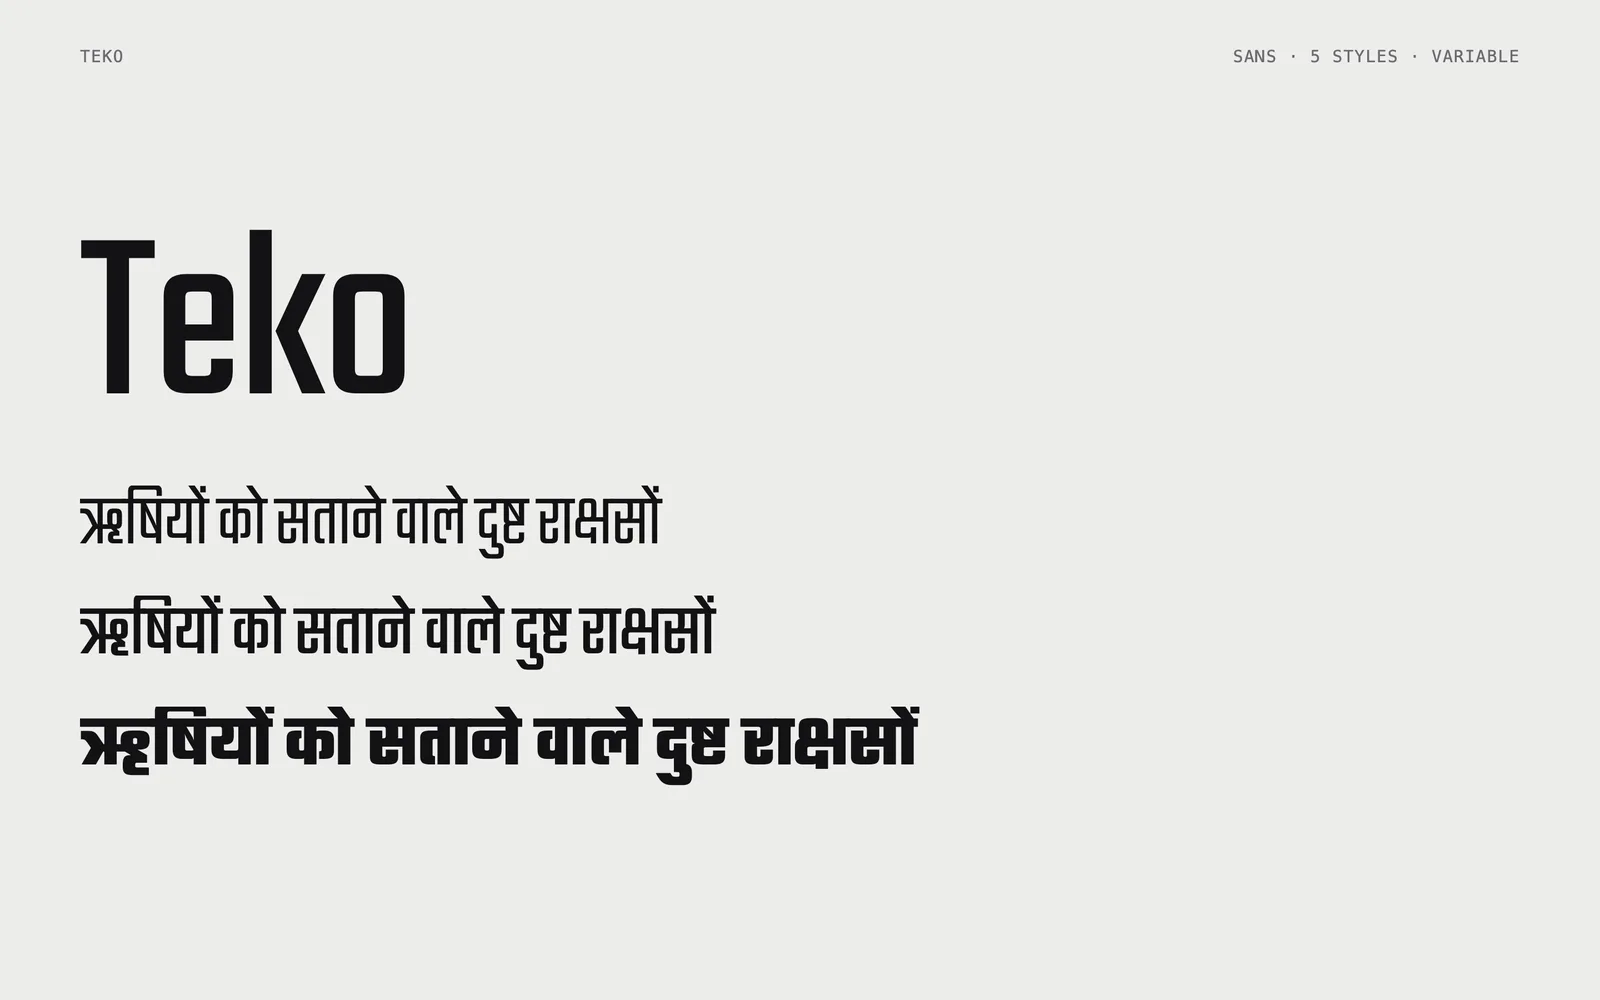 TEKO
SANS · 5 STYLES · VARIABLE
Teko
ऋषियों को सताने वाले दुष्ट राक्षसों
ऋषियों को सताने वाले दुष्ट राक्षसों
ऋषियों को सताने वाले दुष्ट राक्षसों